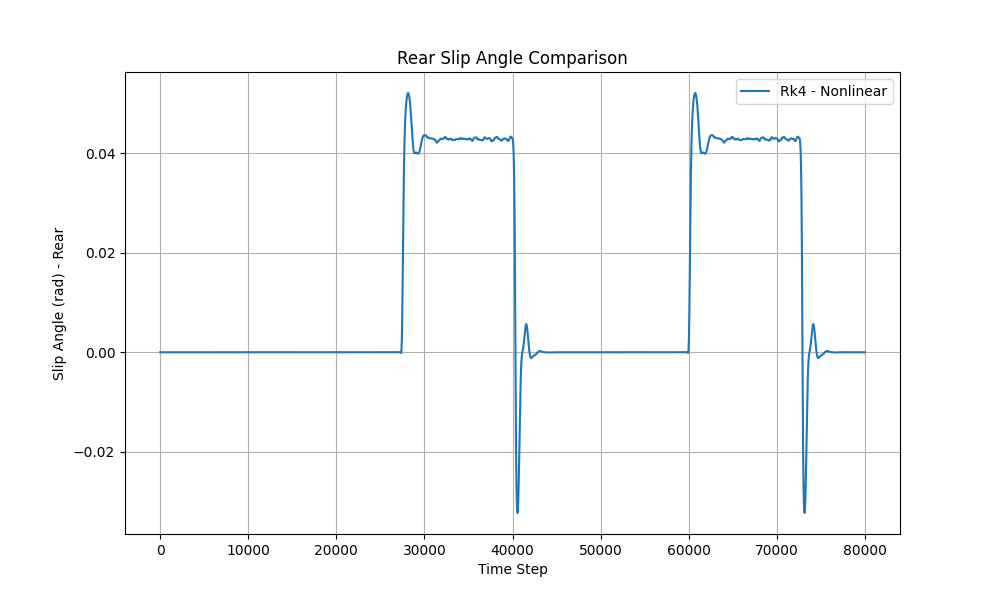 Rear Slip Angle Comparison
Rk4 - Nonlinear
Slip Angle (rad) - Rear
0.04
0.02
0.00
−0.02
0 10000 20000 30000 40000 50000 60000 70000 80000
Time Step